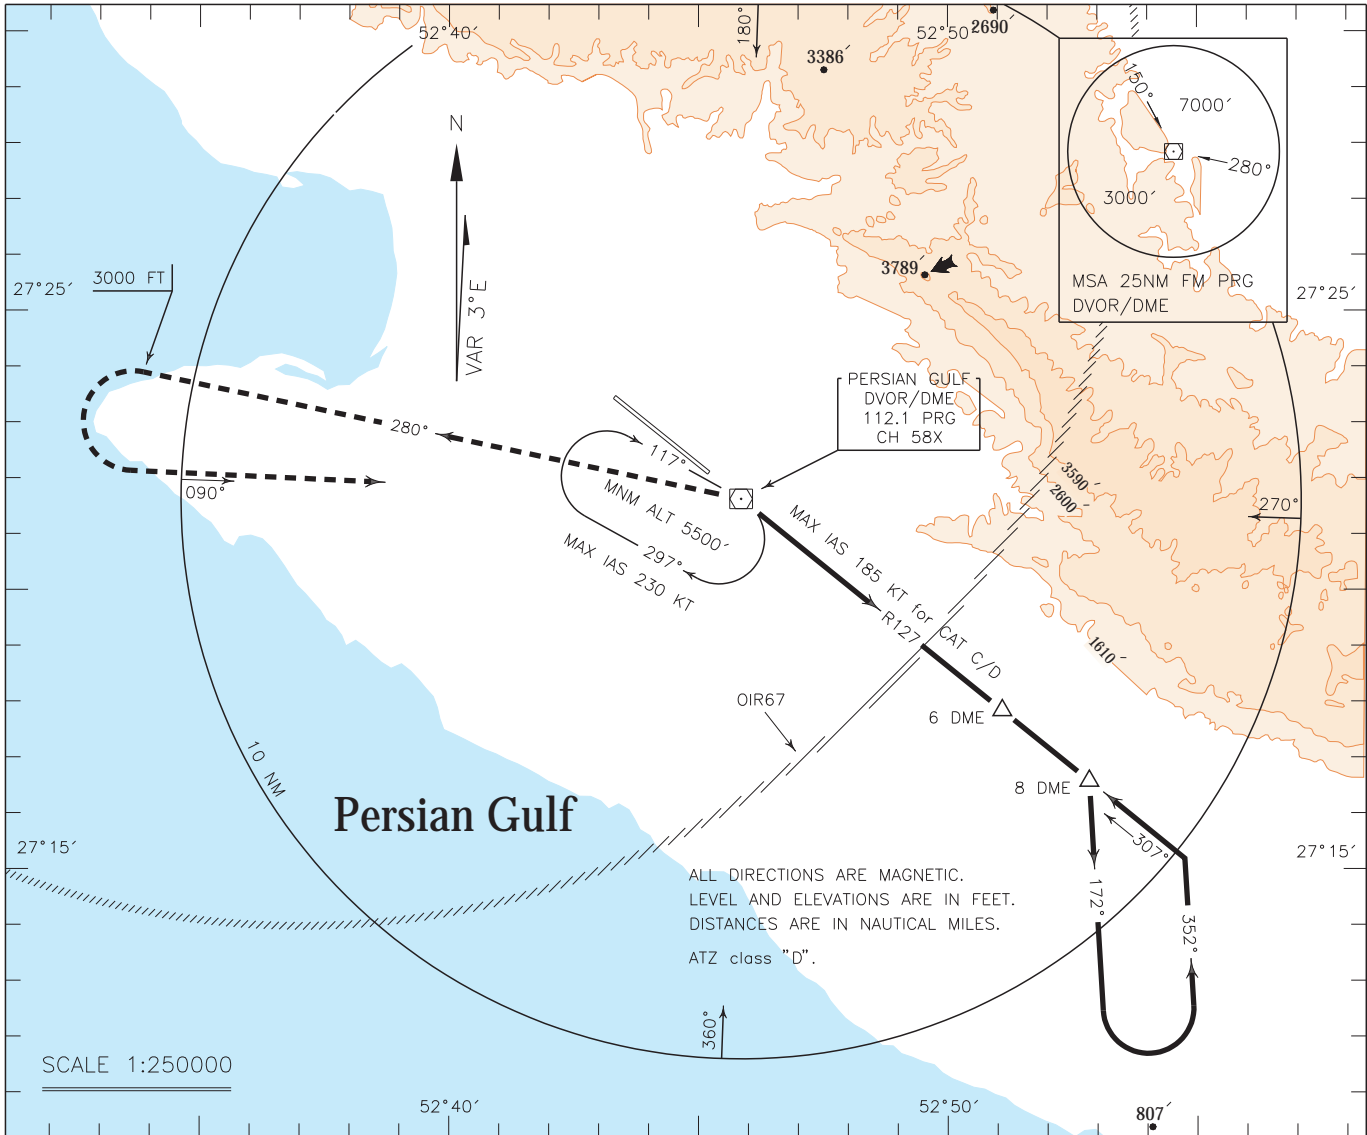 52°40′
180°
3386′
52°50′
2690′
150°
7000′
280°
3000′
MSA 25NM FM PRG
DVOR/DME
N
VAR 3°E
3789′
27°25′
3000 FT
27°25′
PERSIAN GULF
DVOR/DME
112.1 PRG
CH 58X
280°
117°
090°
MNM ALT 5500′
297°
MAX IAS 230 KT
MAX IAS 185 KT for CAT C/D
R127
3590′
2600′
270°
1610′
OIR67
6 DME
8 DME
10 NM
Persian Gulf
307°
27°15′
27°15′
ALL DIRECTIONS ARE MAGNETIC.
LEVEL AND ELEVATIONS ARE IN FEET.
DISTANCES ARE IN NAUTICAL MILES.
ATZ class "D".
172°
352°
360°
SCALE 1:250000
52°40′
52°50′
807′